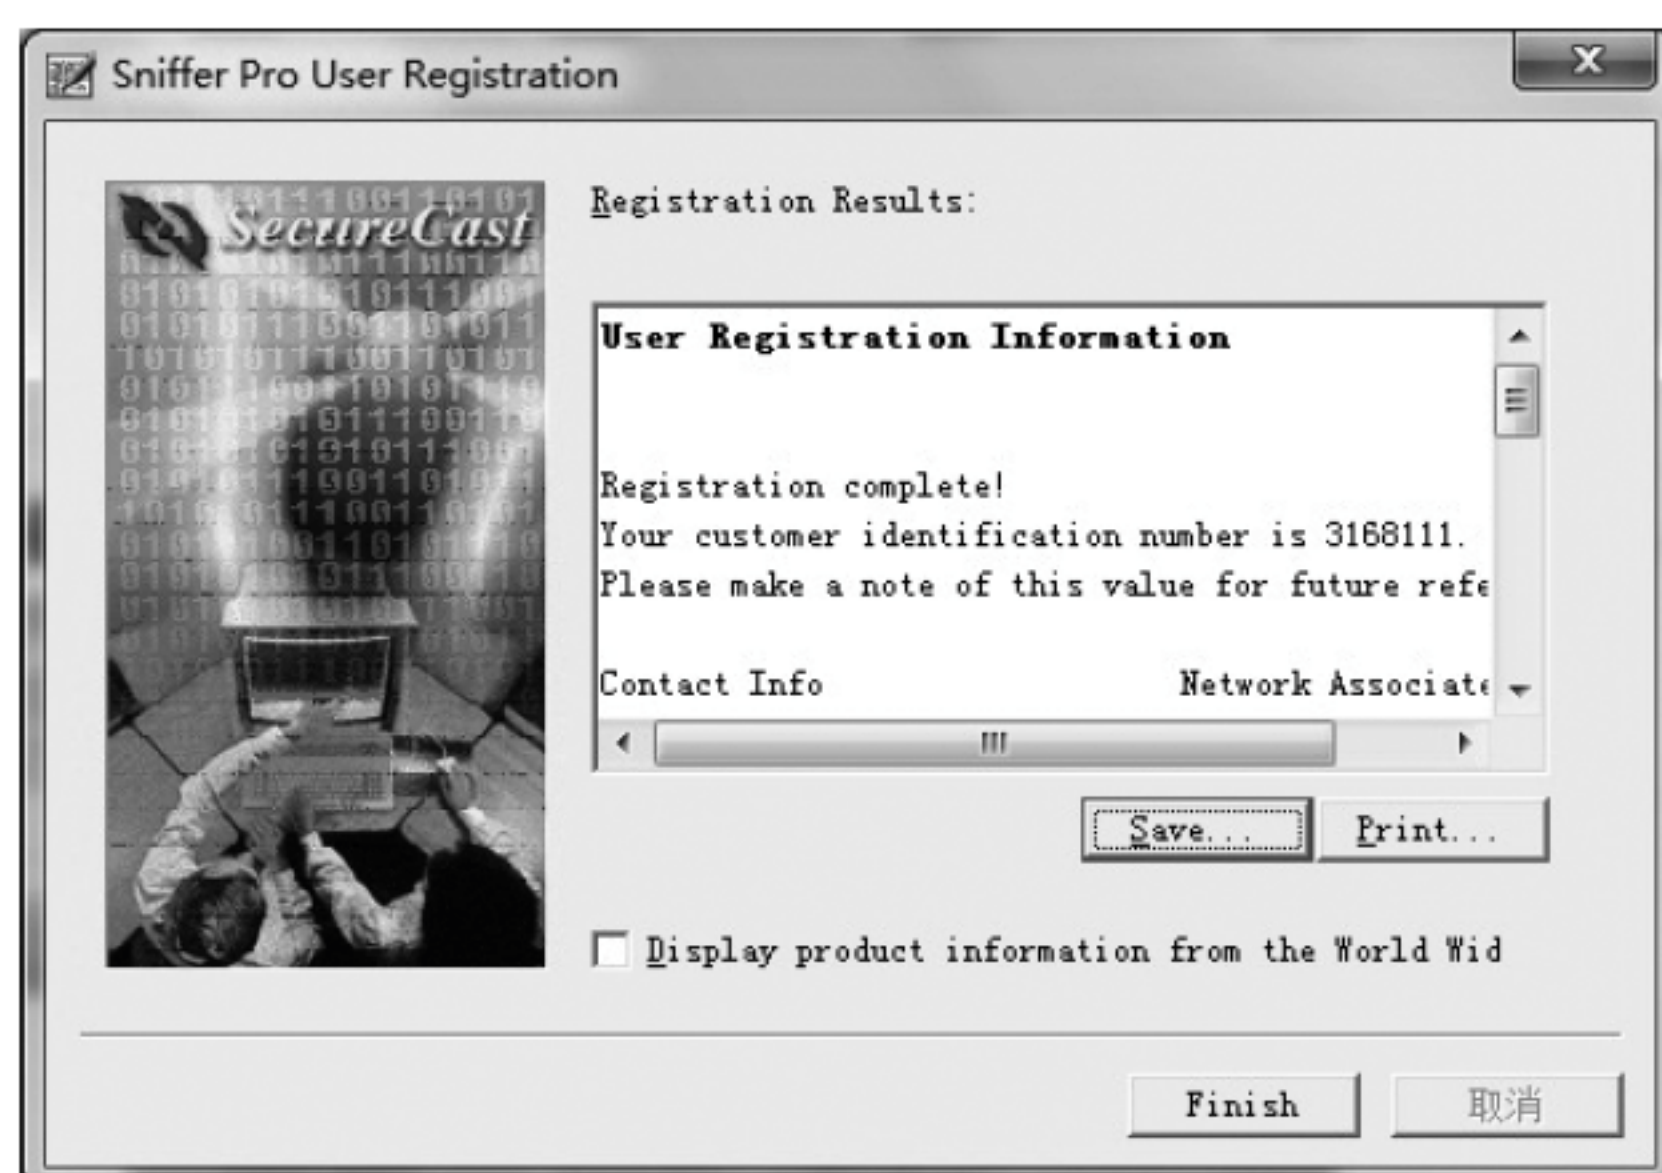 Sniffer Pro User Registration
SecureCast
Registration Results:
User Registration Information
Registration complete!
Your customer identification number is 3168111.
Please make a note of this value for future refe
Contact Info Network Associate
Save...
Print...
Display product information from the World Wid
Finish
取消